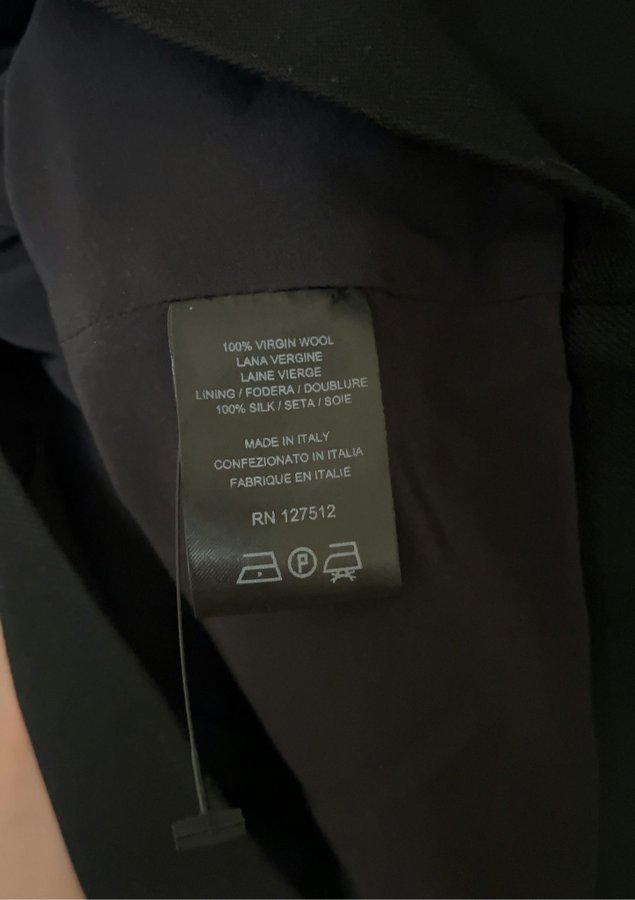 100% VIRGIN WOOL
LANA VERGINE
LAINE VIERGE
LINING / FODERA / DOUBLURE
100% SILK / SETA / SOIE
MADE IN ITALY
CONFEZIONATO IN ITALIA
FABRIQUE EN ITALIE
RN 127512
P